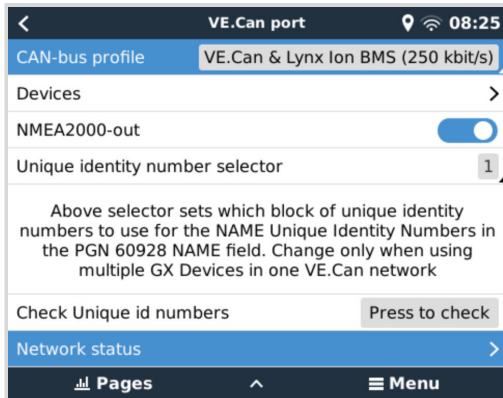 VE.Can port
08:25
CAN-bus profile
VE.Can & Lynx Ion BMS (250 kbit/s)
Devices
NMEA2000-out
Unique identity number selector
1
Above selector sets which block of unique identity
numbers to use for the NAME Unique Identity Numbers in
the PGN 60928 NAME field. Change only when using
multiple GX Devices in one VE.Can network
Check Unique id numbers
Press to check
Network status
Pages
Menu